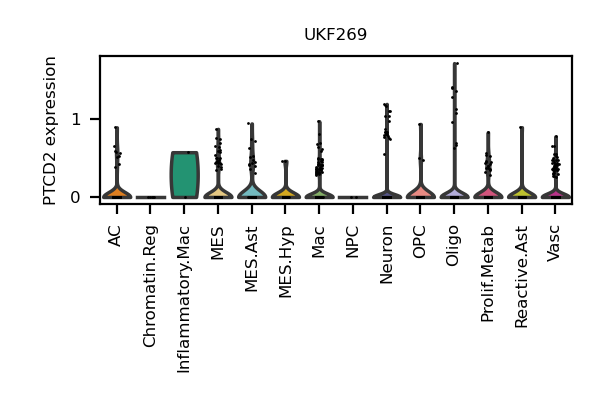 UKF269
PTCD2 expression
1
0
AC
Chromatin.Reg
Inflammatory.Mac
MES
MES.Ast
MES.Hyp
Mac
NPC
Neuron
OPC
Oligo
Prolif.Metab
Reactive.Ast
Vasc